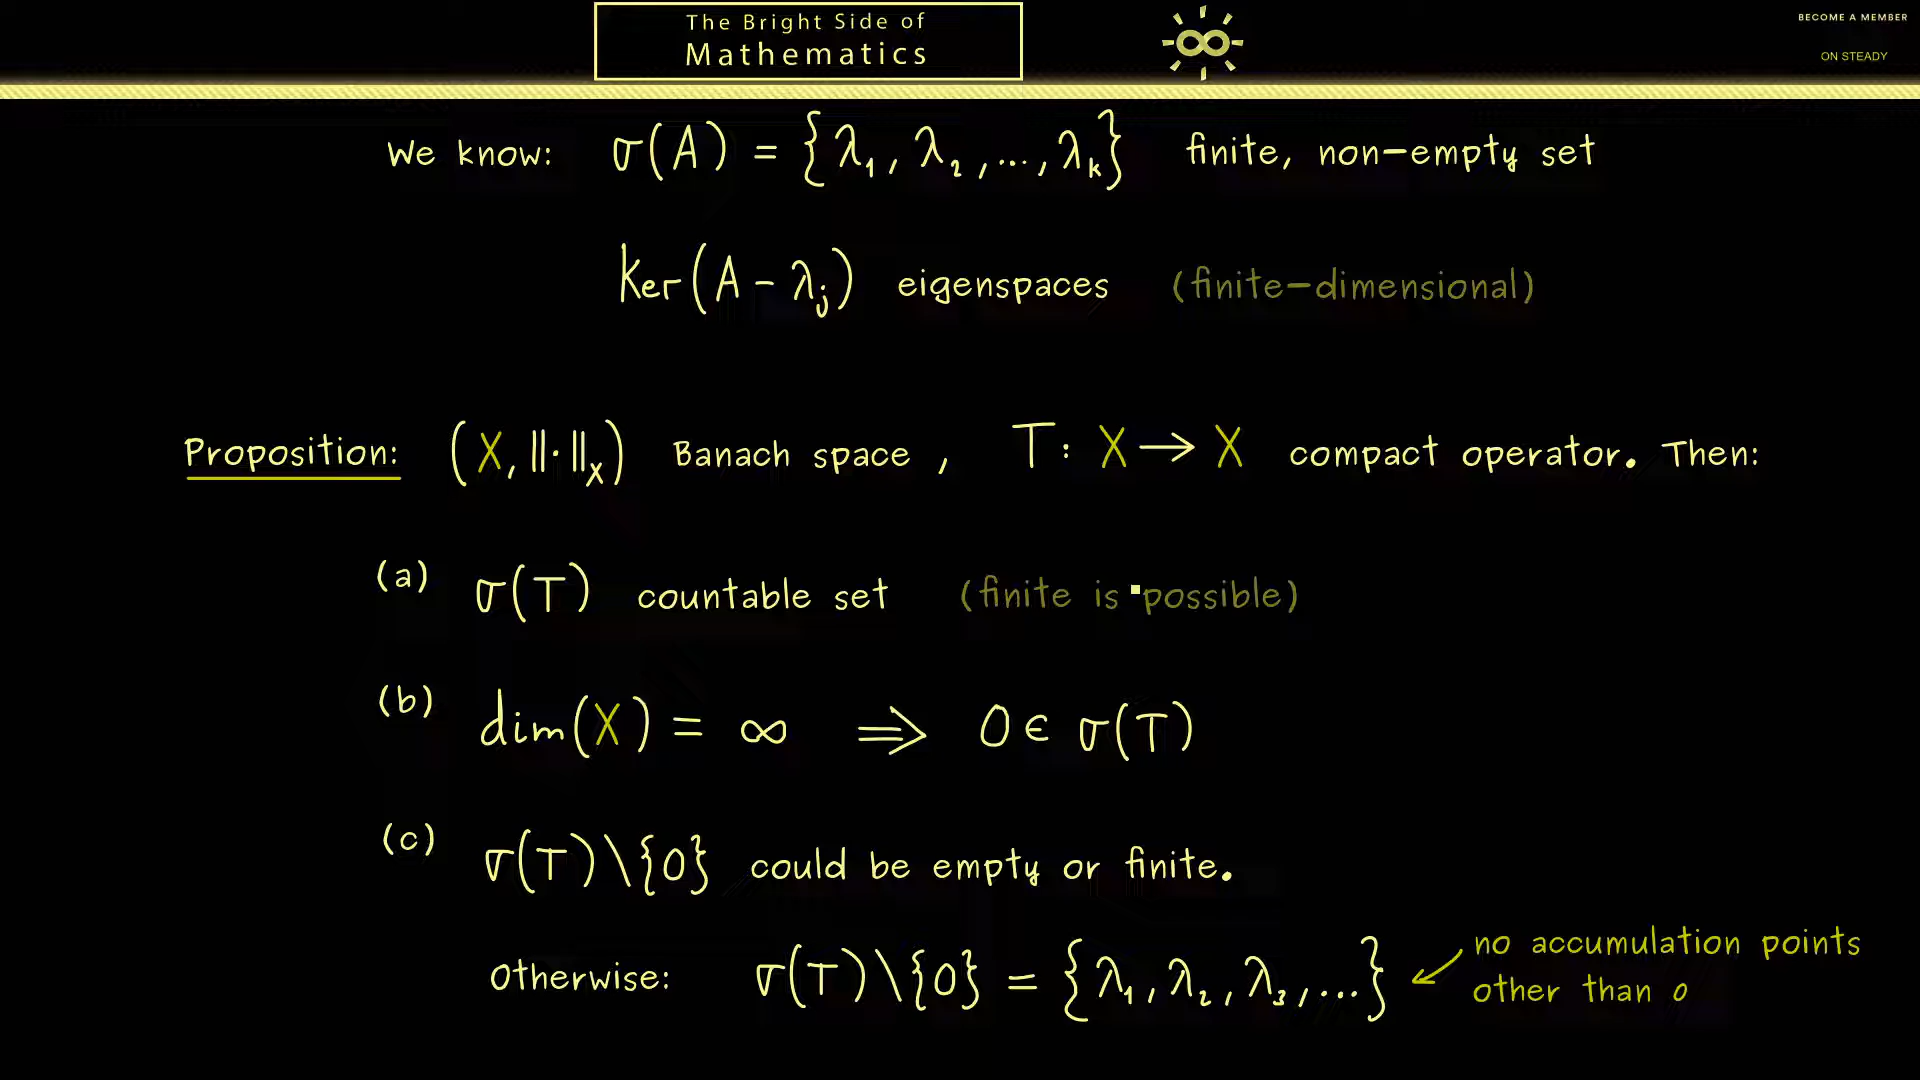 The Bright Side of
Mathematics
BECOME A MEMBER
ON STEADY
We know: σ(A) = {λ₁, λ₂, ..., λₖ} finite, non-empty set
Ker(A - λⱼ) eigenspaces (finite-dimensional)
Proposition: (X, ‖·‖ₓ) Banach space, T: X → X compact operator. Then:
(a) σ(T) countable set (finite is possible)
(b) dim(X) = ∞ ⟹ 0 ∈ σ(T)
(c) σ(T)\{0} could be empty or finite.
Otherwise: σ(T)\{0} = {λ₁, λ₂, λ₃, ...}
no accumulation points
other than 0